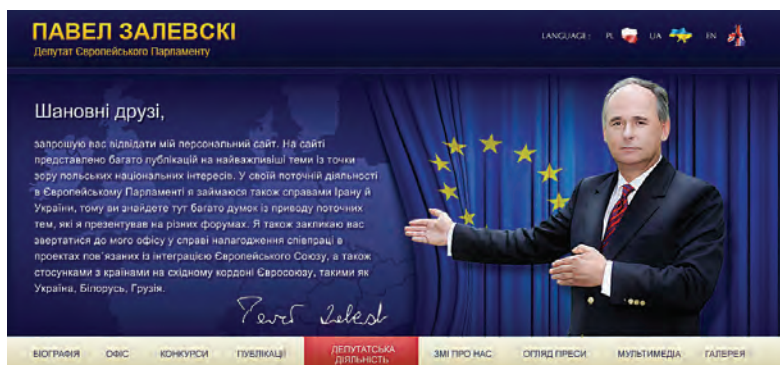 ПАВЕЛ ЗАЛЕВСКІ
Депутат Європейського Парламенту
LANGUAGE: PL UA EN
Шановні друзі,
запрошую вас відвідати мій персональний сайт. На сайті
представлено багато публікацій на найважливіші теми із точки
зору польських національних інтересів. У своїй поточній діяльності
в Європейському Парламенті я займаюся також справами Ірану й
України, тому ви знайдете тут багато думок із приводу поточних
тем, які я презентував на різних форумах. Я також закликаю вас
звертатися до мого офісу у справі налагодження співпраці в
проектах пов'язаних із інтеграцією Європейського Союзу, а також
стосунками з країнами на східному кордоні Євросоюзу, такими як
Україна, Білорусь, Грузія.
БІОГРАФІЯ ОФІС КОНКУРСИ ПУБЛІКАЦІЇ ДЕПУТАТСЬКА ДІЯЛЬНІСТЬ ЗМІ ПРО НАС ОГЛЯД ПРЕСИ МУЛЬТИМЕДІА ГАЛЕРЕЯ